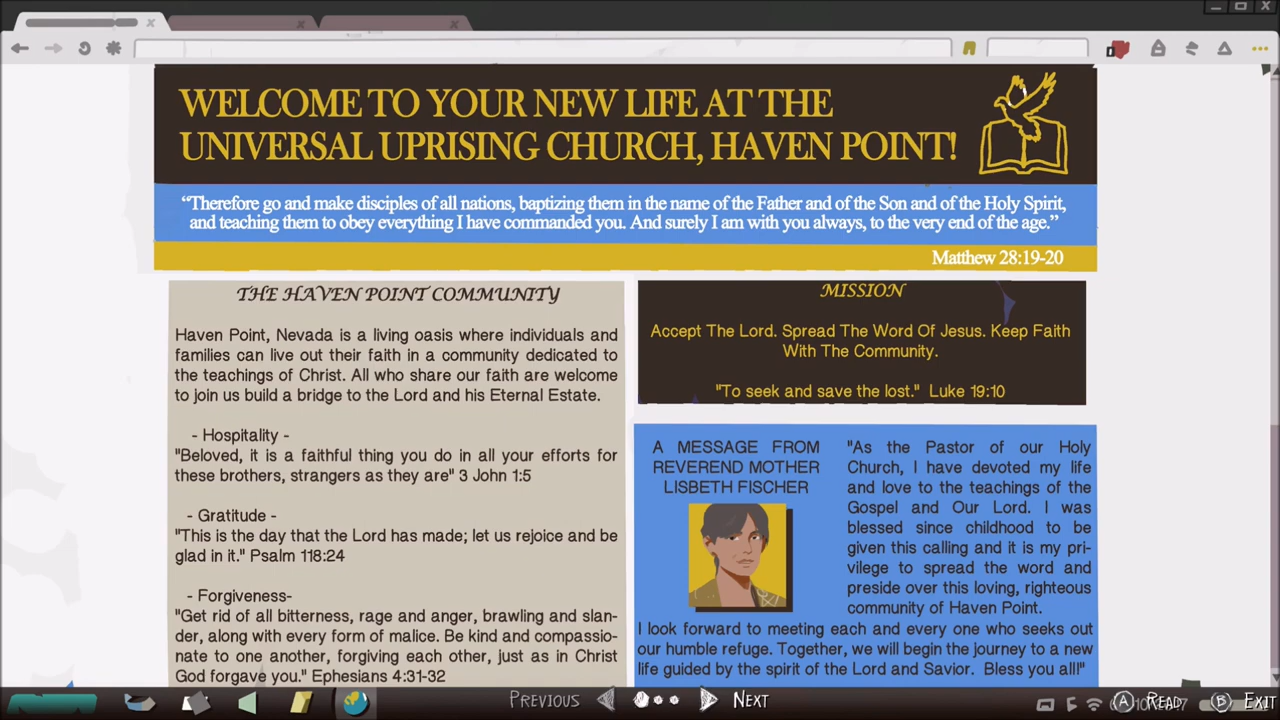 WELCOME TO YOUR NEW LIFE AT THE
UNIVERSAL UPRISING CHURCH, HAVEN POINT!
“Therefore go and make disciples of all nations, baptizing them in the name of the Father and of the Son and of the Holy Spirit,
and teaching them to obey everything I have commanded you. And surely I am with you always, to the very end of the age.”
Matthew 28:19-20
THE HAVEN POINT COMMUNITY
Haven Point, Nevada is a living oasis where individuals and
families can live out their faith in a community dedicated to
the teachings of Christ. All who share our faith are welcome
to join us build a bridge to the Lord and his Eternal Estate.
- Hospitality -
"Beloved, it is a faithful thing you do in all your efforts for
these brothers, strangers as they are" 3 John 1:5
- Gratitude -
"This is the day that the Lord has made; let us rejoice and be
glad in it." Psalm 118:24
- Forgiveness-
"Get rid of all bitterness, rage and anger, brawling and slan-
der, along with every form of malice. Be kind and compassio-
nate to one another, forgiving each other, just as in Christ
God forgave you." Ephesians 4:31-32
MISSION
Accept The Lord. Spread The Word Of Jesus. Keep Faith
With The Community.
"To seek and save the lost." Luke 19:10
A MESSAGE FROM
REVEREND MOTHER
LISBETH FISCHER
"As the Pastor of our Holy
Church, I have devoted my life
and love to the teachings of the
Gospel and Our Lord. I was
blessed since childhood to be
given this calling and it is my pri-
vilege to spread the word and
preside over this loving, righteous
community of Haven Point.
I look forward to meeting each and every one who seeks out
our humble refuge. Together, we will begin the journey to a new
life guided by the spirit of the Lord and Savior. Bless you all!"
PREVIOUS NEXT
A READ B EXIT